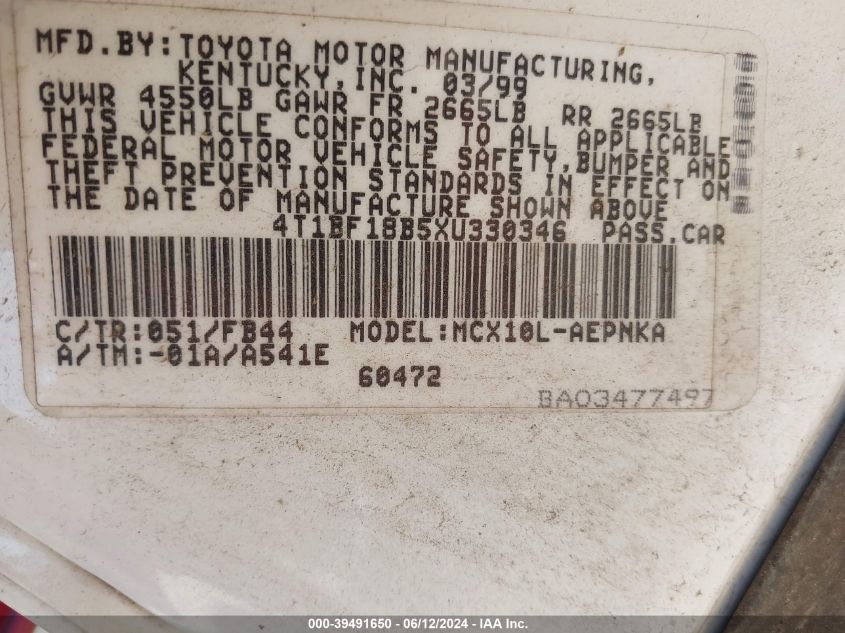 MFD.BY:TOYOTA MOTOR MANUFACTURING,
KENTUCKY,INC. 03/99
GVWR 4550LB GAWR FR 2665LB RR 2665LB
THIS VEHICLE CONFORMS TO ALL APPLICABLE
FEDERAL MOTOR VEHICLE SAFETY,BUMPER AND
THEFT PREVENTION STANDARDS IN EFFECT ON
THE DATE OF MANUFACTURE SHOWN ABOVE
4T1BF18B5XU330346 PASS.CAR
C/TR:051/FB44 MODEL:MCX10L-AEPNKA
A/TM:-01A/A541E
60472
BA03477497
000-39491650 - 06/12/2024 - IAA Inc.